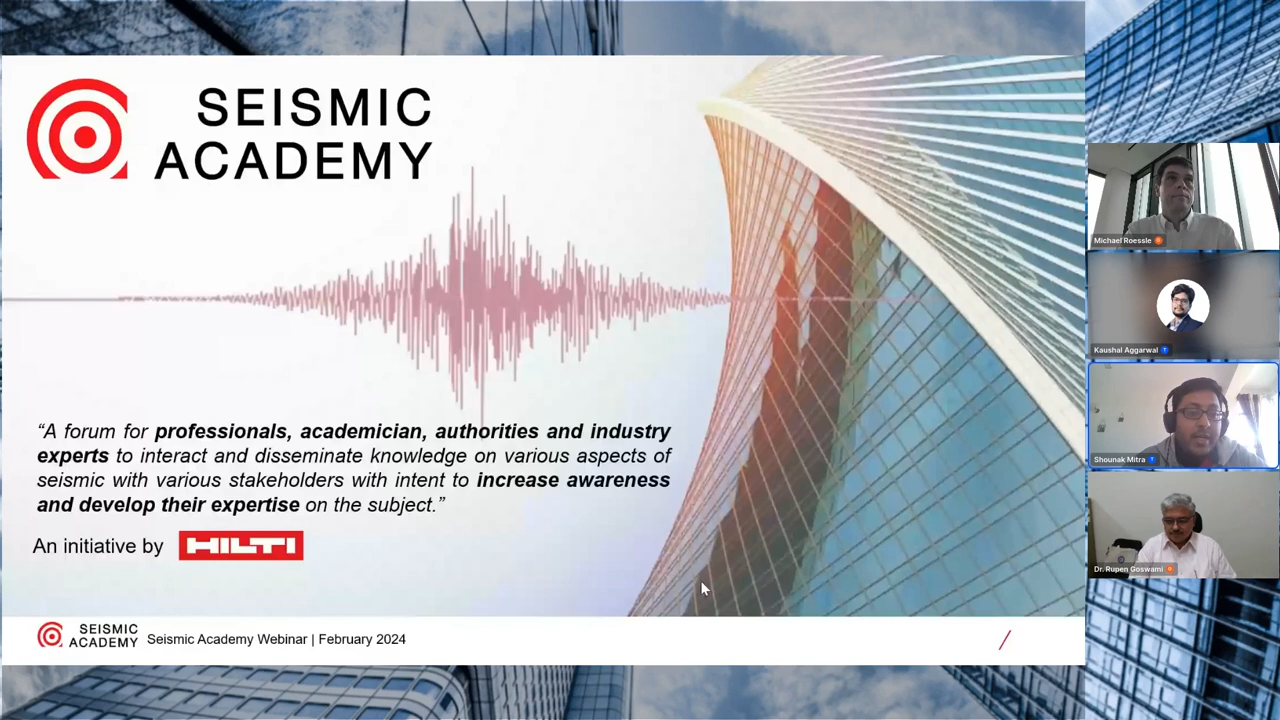 SEISMIC
ACADEMY
“A forum for professionals, academician, authorities and industry
experts to interact and disseminate knowledge on various aspects of
seismic with various stakeholders with intent to increase awareness
and develop their expertise on the subject.”
An initiative by HILTI
SEISMIC
ACADEMY
Seismic Academy Webinar | February 2024
Michael Roessle
Kaushal Aggarwal
Shounak Mitra
Dr. Rupen Goswami